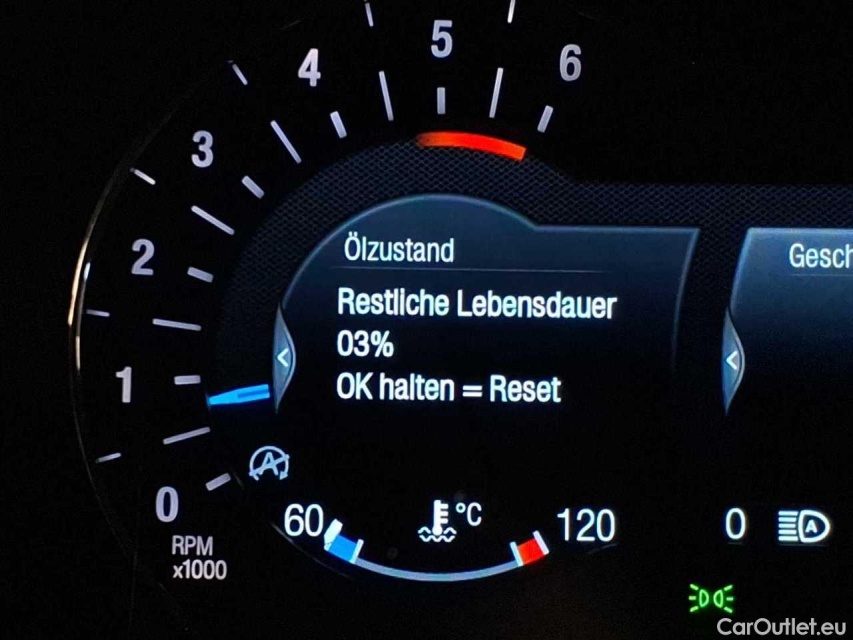 5
4
6
3
2
1
0
RPM
x1000
Ölzustand
Restliche Lebensdauer
03%
OK halten = Reset
Gesch
<
<
A
60
°C
120
0
A
CarOutlet.eu